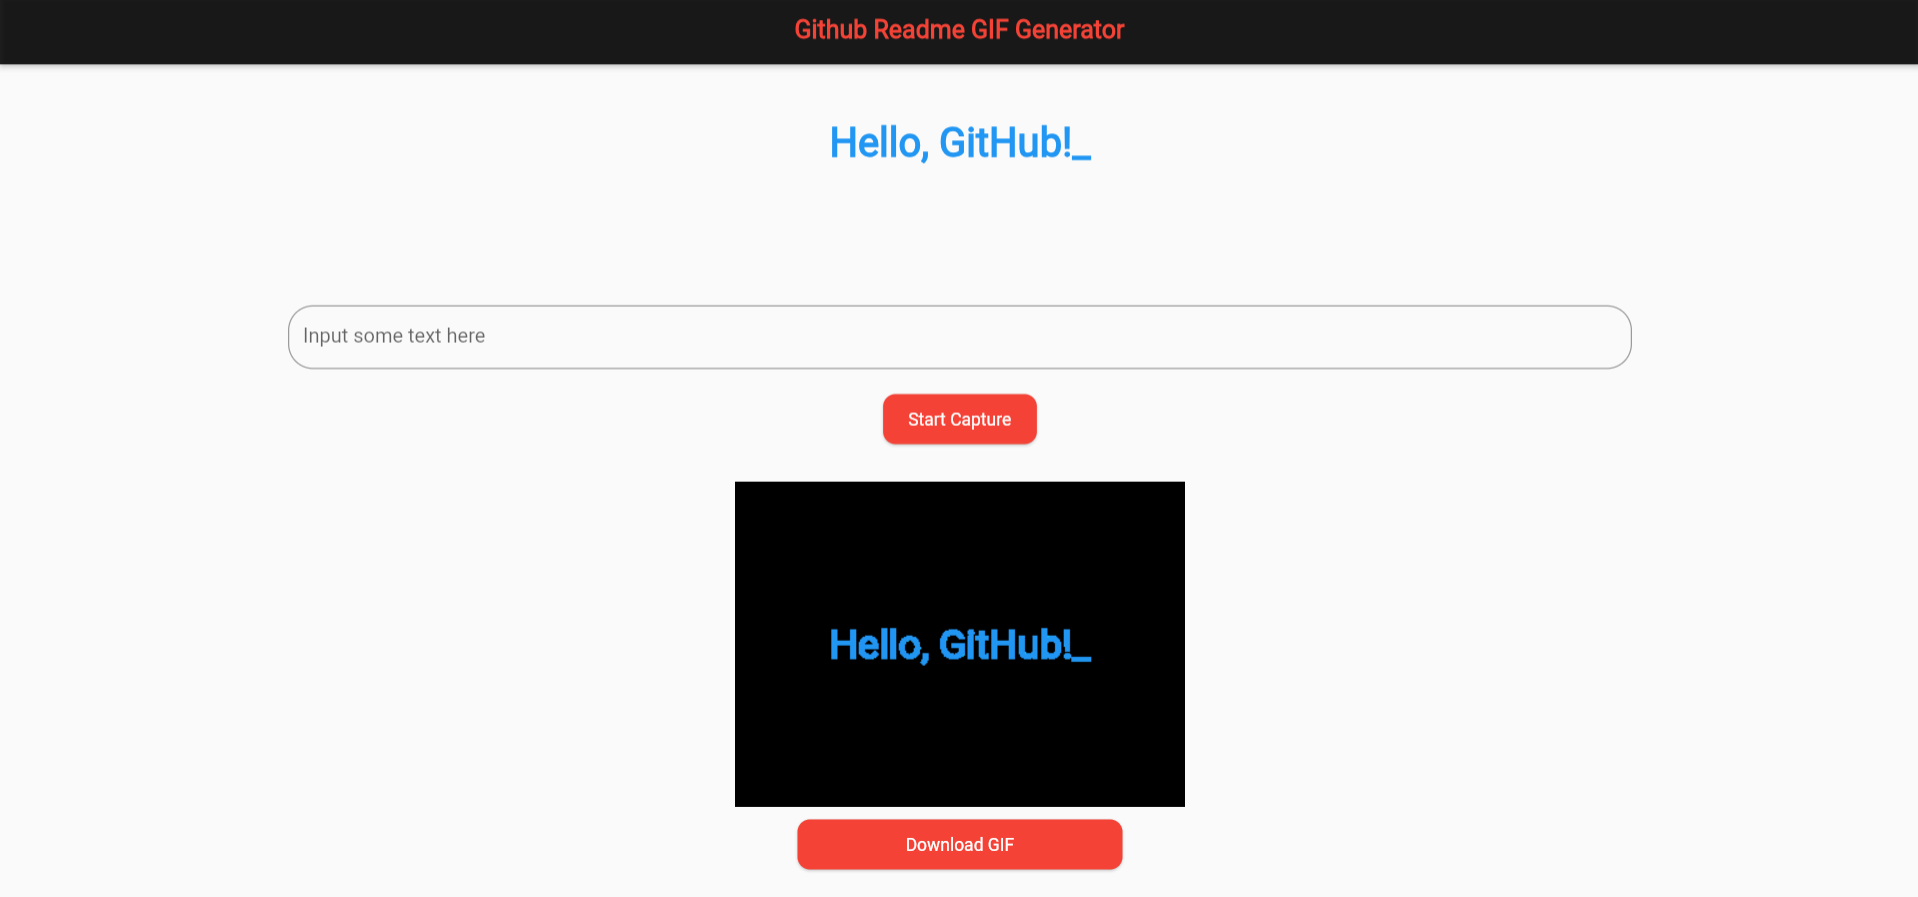 Github Readme GIF Generator
Hello, GitHub!_
Input some text here
Start Capture
Hello, GitHub!_
Download GIF